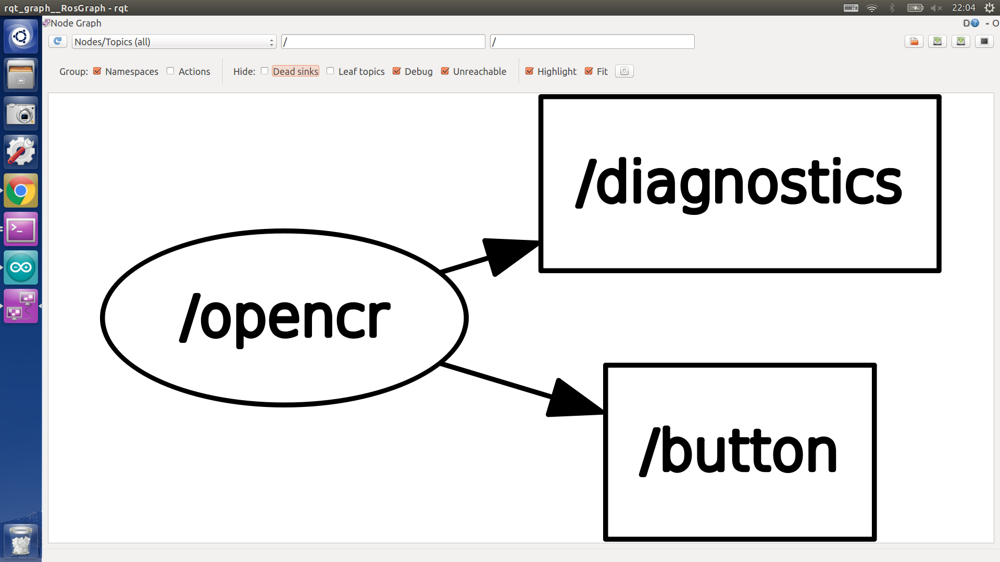 rqt_graph__RosGraph - rqt
22:04
Node Graph
D
- O
Nodes/Topics (all)
/
/
Group:
Namespaces
Actions
Hide:
Dead sinks
Leaf topics
Debug
Unreachable
Highlight
Fit
/diagnostics
/opencr
/button